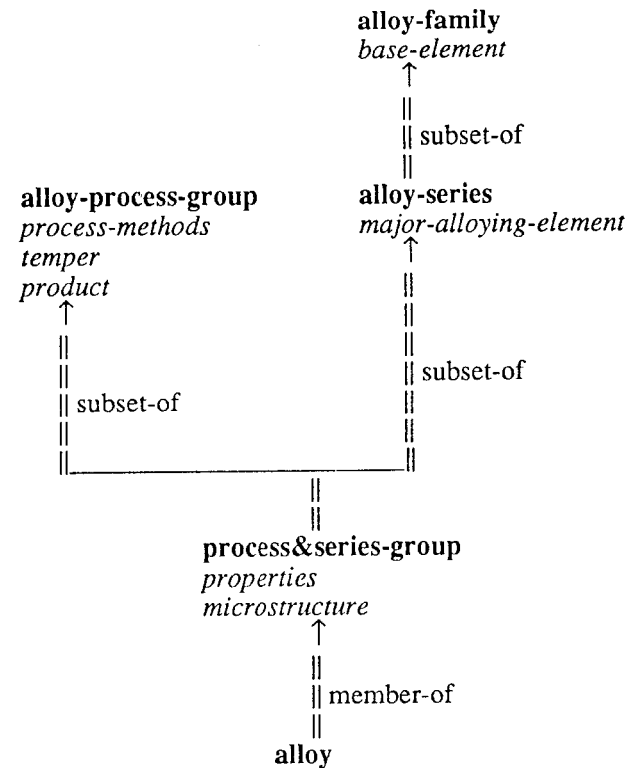 alloy-family
base-element
subset-of
alloy-process-group
process-methods
temper
product
alloy-series
major-alloying-element
subset-of
subset-of
process&series-group
properties
microstructure
member-of
alloy